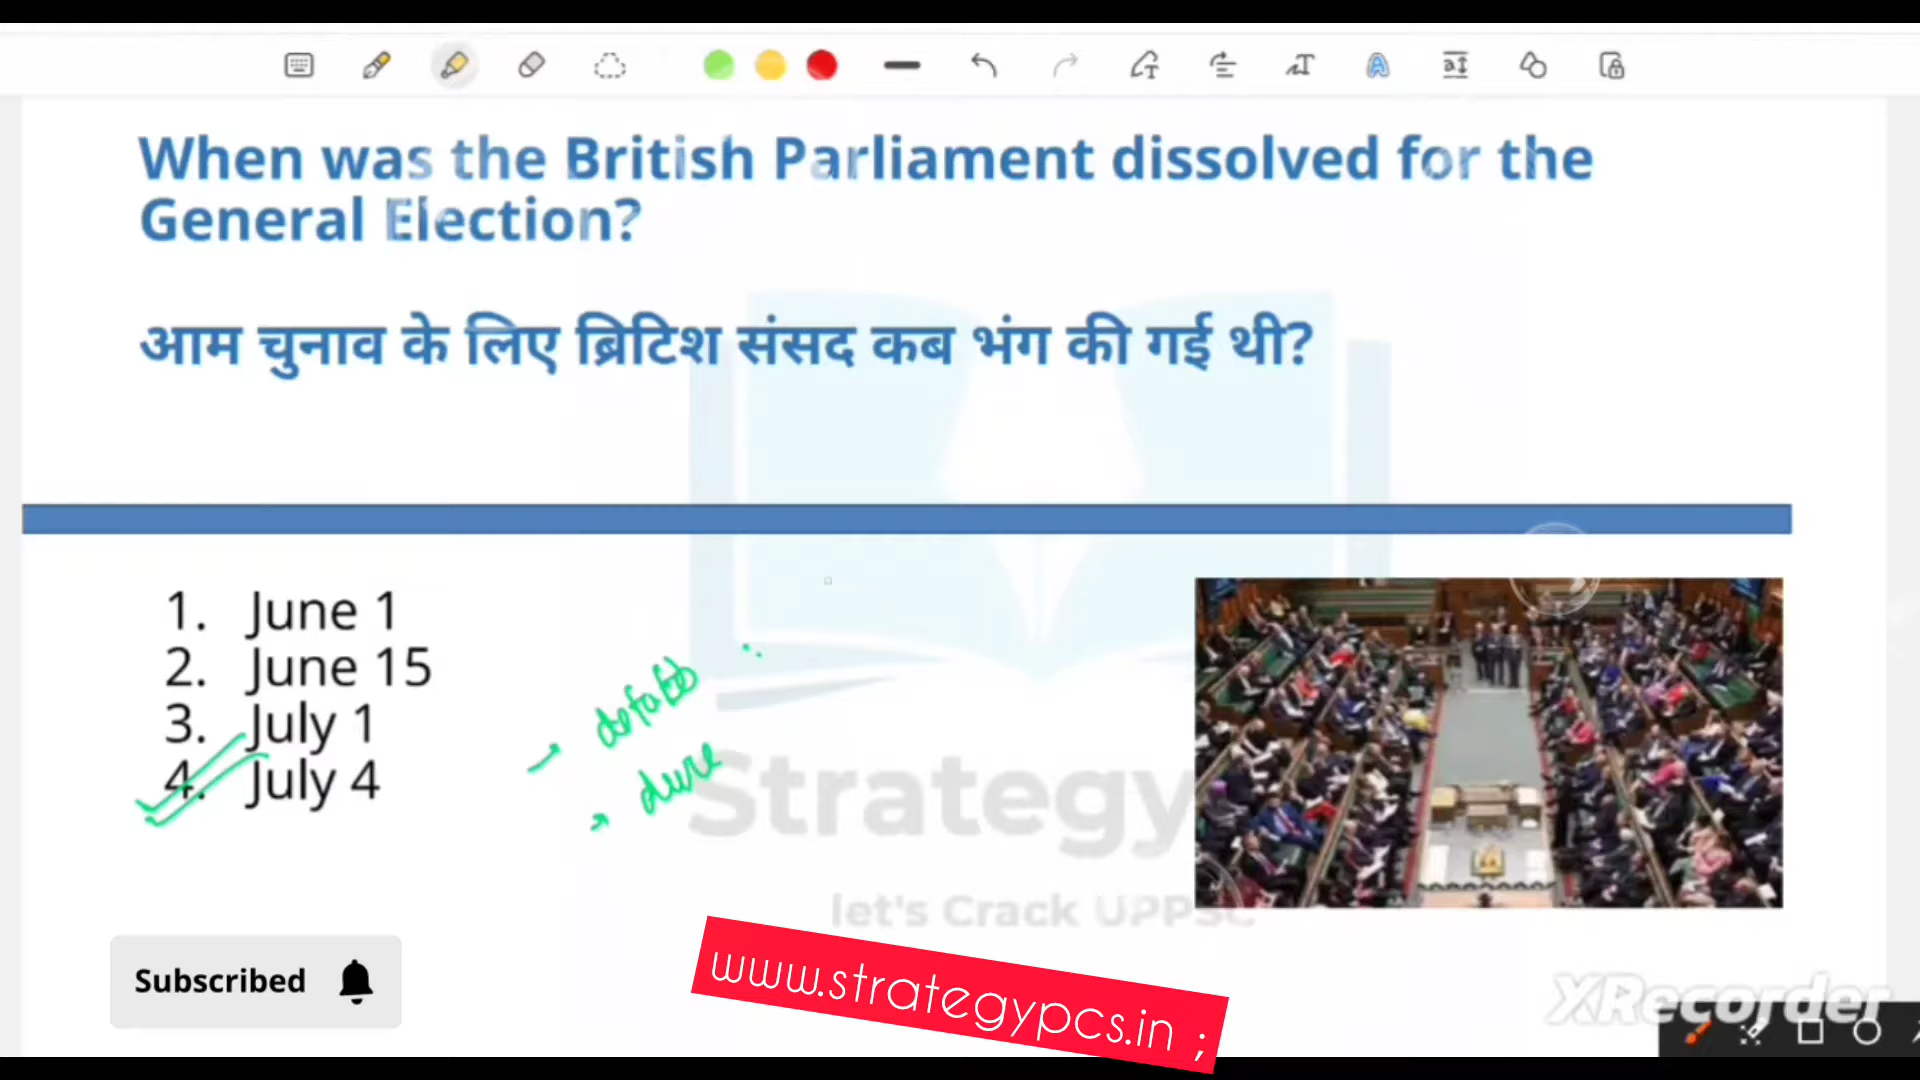 When was the British Parliament dissolved for the
General Election?
आम चुनाव के लिए ब्रिटिश संसद कब भंग की गई थी?
1. June 1
2. June 15
3. July 1
4. July 4
Strategy
let's Crack UPPSC
Subscribed
www.strategypcs.in ;
XRecorder